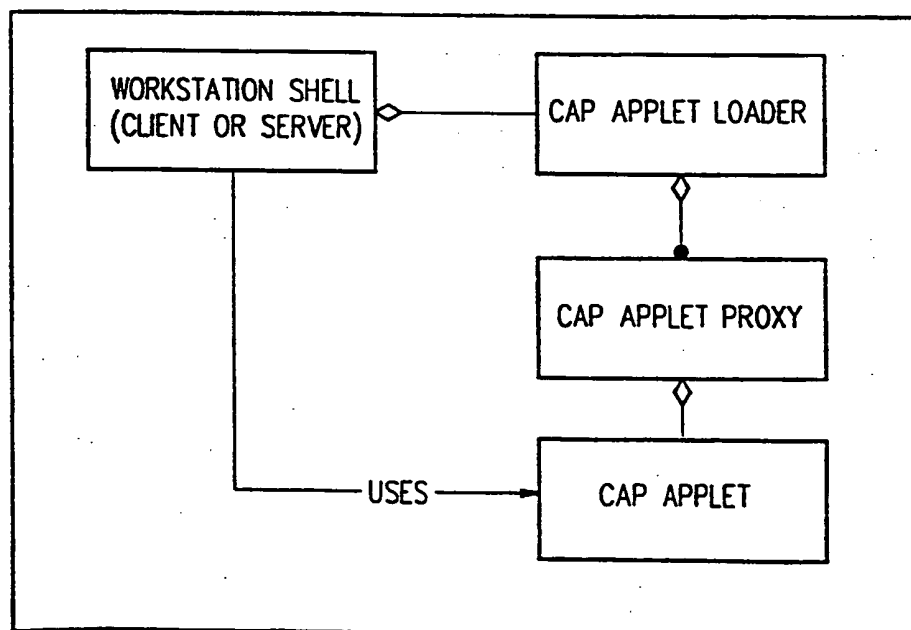 WORKSTATION SHELL
(CLIENT OR SERVER)
CAP APPLET LOADER
CAP APPLET PROXY
USES
CAP APPLET